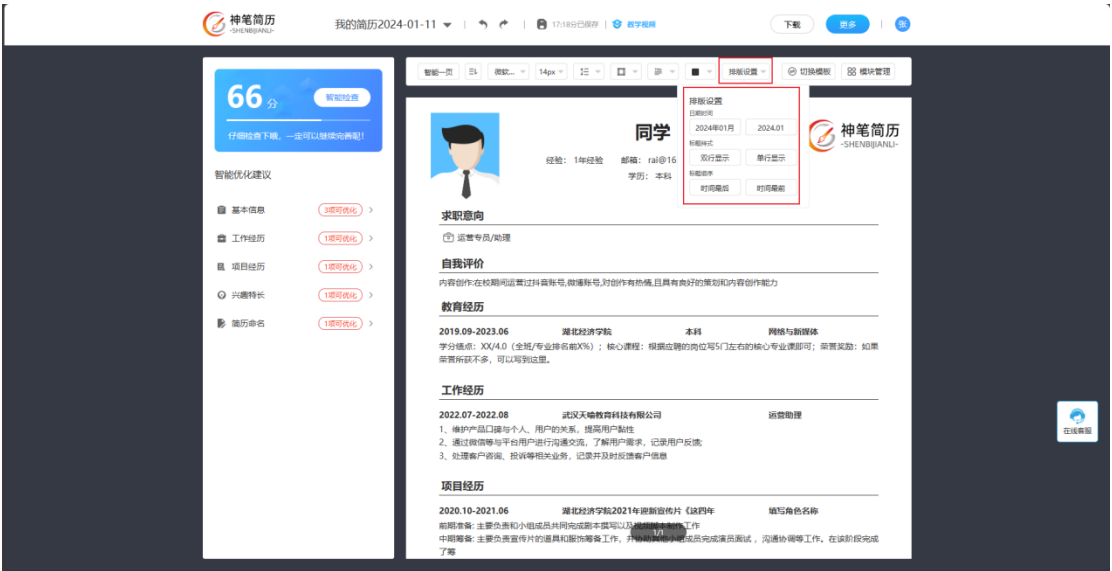 神笔简历
-SHENBIJIANLI-
我的简历2024-01-11
17:18分已保存
教学视频
下载
更多
张
66分
智能检查
仔细检查下哦，一定可以继续完善呢！
智能优化建议
基本信息
3项可优化
工作经历
1项可优化
项目经历
1项可优化
兴趣特长
1项可优化
简历命名
1项可优化
智能一页
微软...
14px
排版设置
切换模板
模块管理
排版设置
日期时间
2024年01月
2024.01
标题样式
双行显示
单行显示
标题顺序
时间最后
时间最前
同学
经验： 1年经验
邮箱： rai@16
学历： 本科
神笔简历
-SHENBIJIANLI-
求职意向
运营专员/助理
自我评价
内容创作:在校期间运营过抖音账号,微博账号,对创作有热情,且具有良好的策划和内容创作能力
教育经历
2019.09-2023.06 湖北经济学院 本科 网络与新媒体
学分绩点：XX/4.0（全班/专业排名前X%）；核心课程：根据应聘的岗位写5门左右的核心专业课即可；荣誉奖励：如果
荣誉所获不多，可以写到这里。
工作经历
2022.07-2022.08 武汉天喻教育科技有限公司 运营助理
1、维护产品口碑与个人、用户的关系，提高用户黏性
2、通过微信等与平台用户进行沟通交流，了解用户需求，记录用户反馈;
3、处理客户咨询、投诉等相关业务，记录并及时反馈客户信息
项目经历
2020.10-2021.06 湖北经济学院2021年迎新宣传片《这四年 填写角色名称
前期准备: 主要负责和小组成员共同完成剧本撰写以及视频脚本制作工作
1/1
中期筹备: 主要负责宣传片的道具和服饰筹备工作，并协助其他小组成员完成演员面试，沟通协调等工作。在该阶段完成
了筹
在线客服